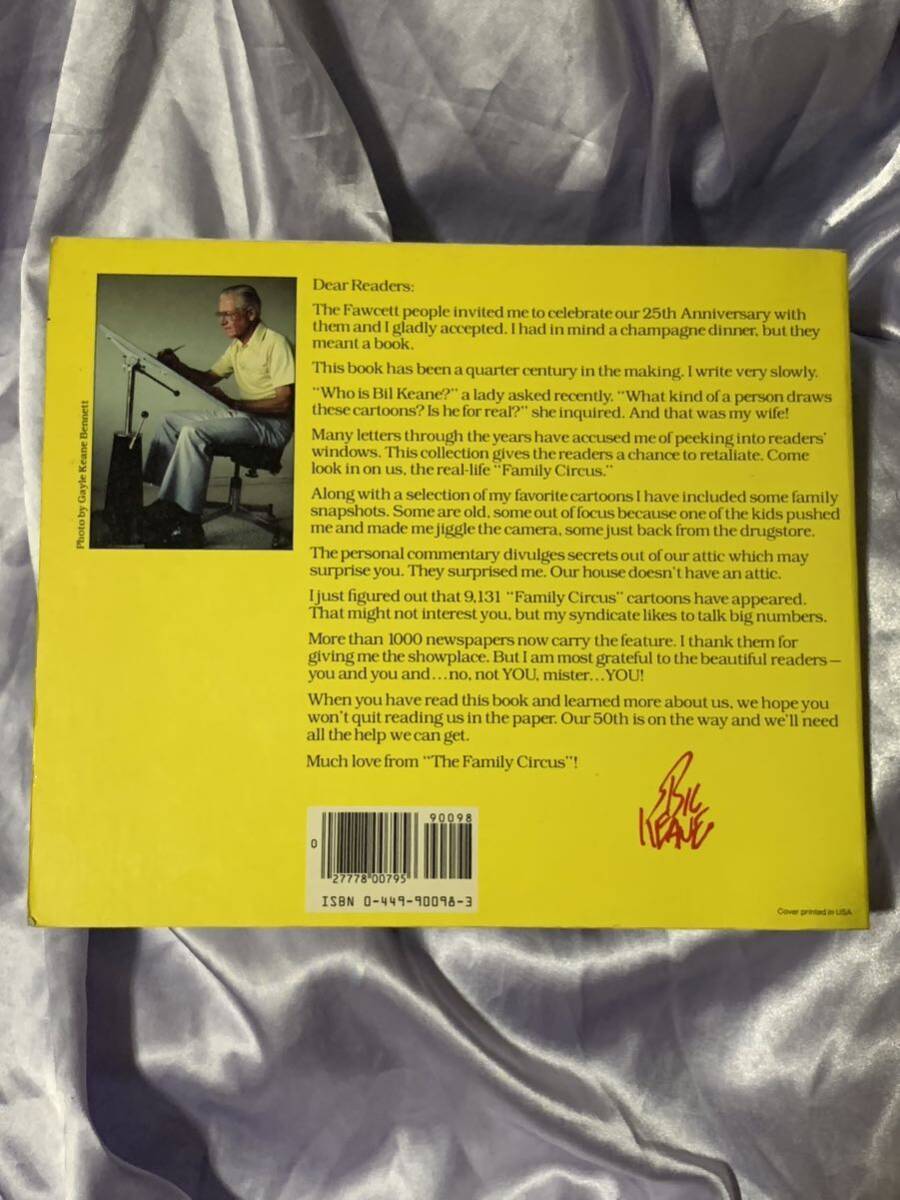 Photo by Gayle Keane Bennett
Dear Readers:
The Fawcett people invited me to celebrate our 25th Anniversary with
them and I gladly accepted. I had in mind a champagne dinner, but they
meant a book.
This book has been a quarter century in the making. I write very slowly.
"Who is Bil Keane?" a lady asked recently. "What kind of a person draws
these cartoons? Is he for real?" she inquired. And that was my wife!
Many letters through the years have accused me of peeking into readers'
windows. This collection gives the readers a chance to retaliate. Come
look in on us, the real-life "Family Circus."
Along with a selection of my favorite cartoons I have included some family
snapshots. Some are old, some out of focus because one of the kids pushed
me and made me jiggle the camera, some just back from the drugstore.
The personal commentary divulges secrets out of our attic which may
surprise you. They surprised me. Our house doesn't have an attic.
I just figured out that 9,131 "Family Circus" cartoons have appeared.
That might not interest you, but my syndicate likes to talk big numbers.
More than 1000 newspapers now carry the feature. I thank them for
giving me the showplace. But I am most grateful to the beautiful readers—
you and you and...no, not YOU, mister...YOU!
When you have read this book and learned more about us, we hope you
won't quit reading us in the paper. Our 50th is on the way and we'll need
all the help we can get.
Much love from "The Family Circus"!
BIL
KEANE
90098
0
27778 00795
ISBN 0-449-90098-3
Cover printed in USA